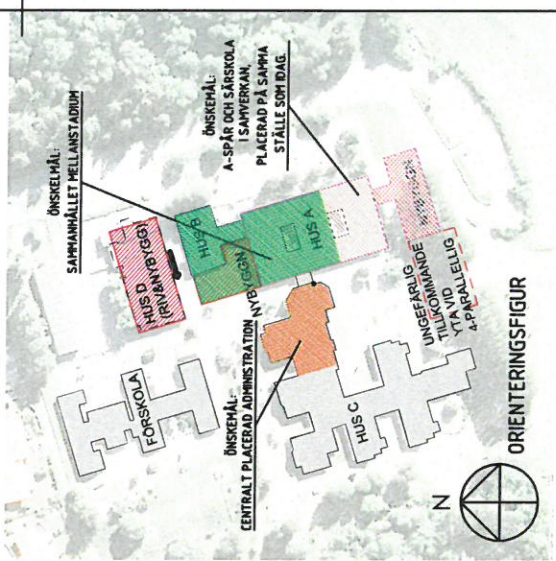 ÖNSKELMÅL:
SAMMANHÅLLET MELLANSTADIUM
ÖNSKEMÅL:
A-SPÅR OCH SÄRSKOLA
I SAMVERKAN,
PLACERAD PÅ SAMMA
STÄLLE SOM IDAG.
HUS D
(RIV&NYBYGG)
HUS B
NYBYGGN
HUS A
FÖRSKOLA
ÖNSKEMÅL:
CENTRALT PLACERAD ADMINISTRATION
HUS C
UNGEFÄRLIG
TILLKOMMANDE
YTA VID
4-PARALLELLIG
N
ORIENTERINGSFIGUR